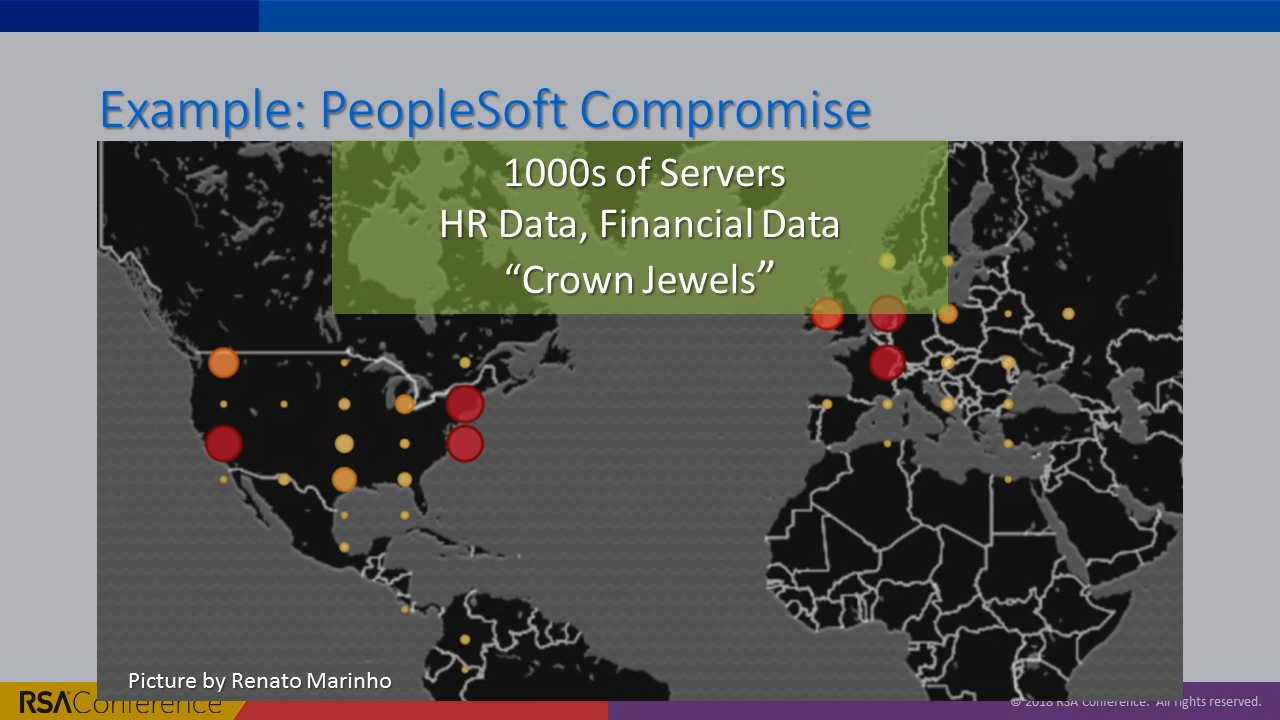 Example: PeopleSoft Compromise
1000s of Servers
HR Data, Financial Data
“Crown Jewels”
Picture by Renato Marinho
RSAConference
© 2018 RSA Conference. All rights reserved.